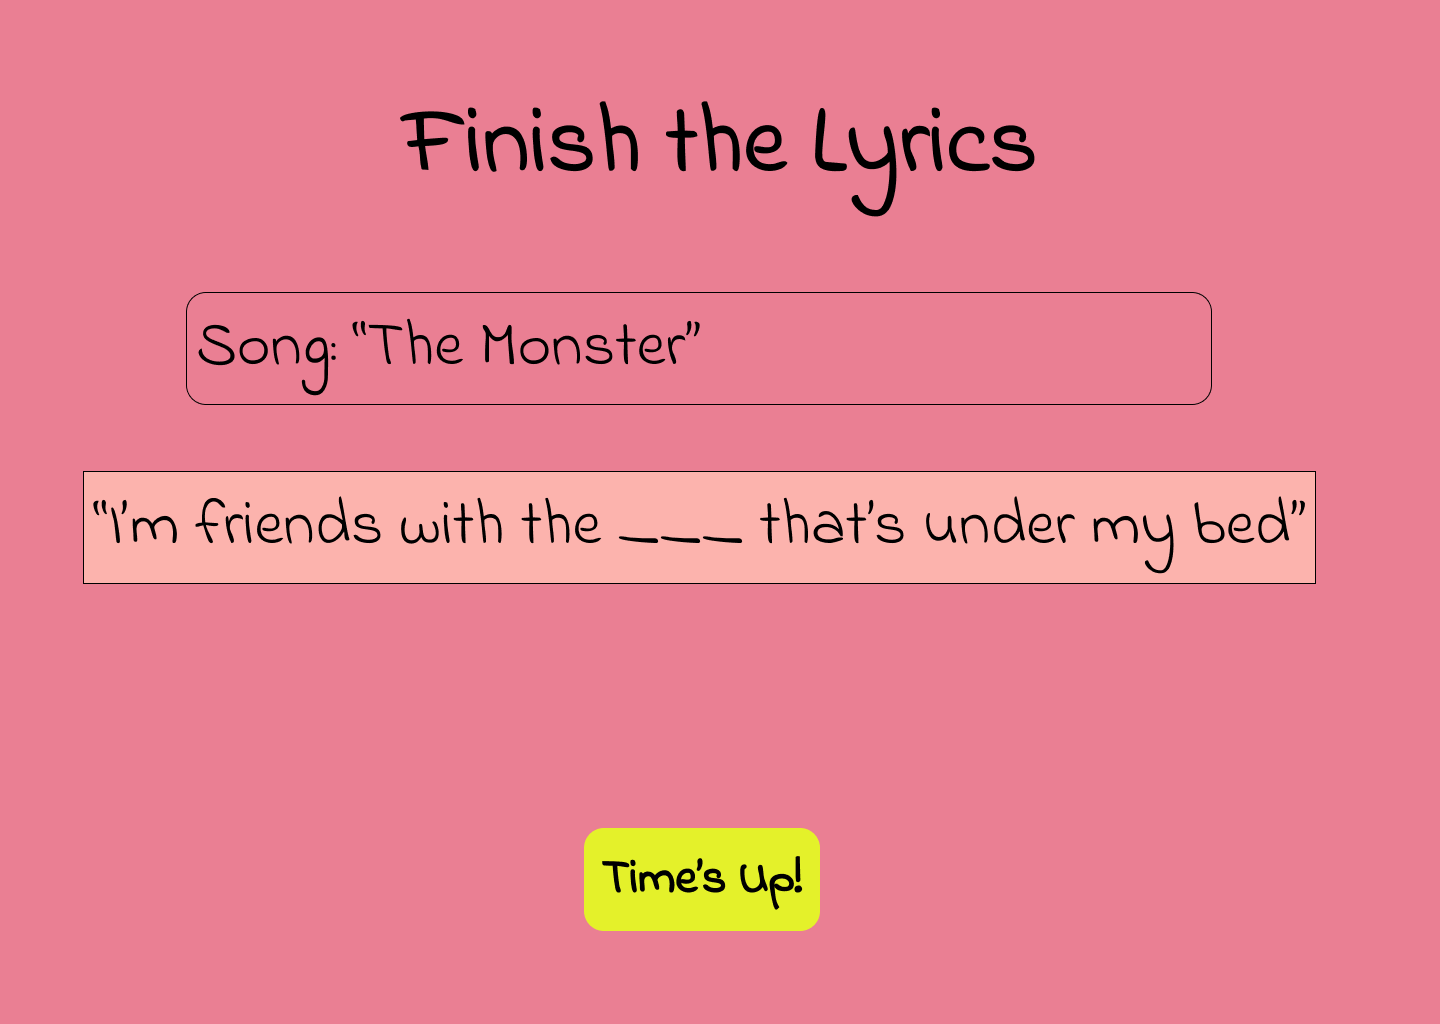 Finish the Lyrics
Song: “The Monster”
“I’m friends with the ___ that’s under my bed”
Time’s Up!